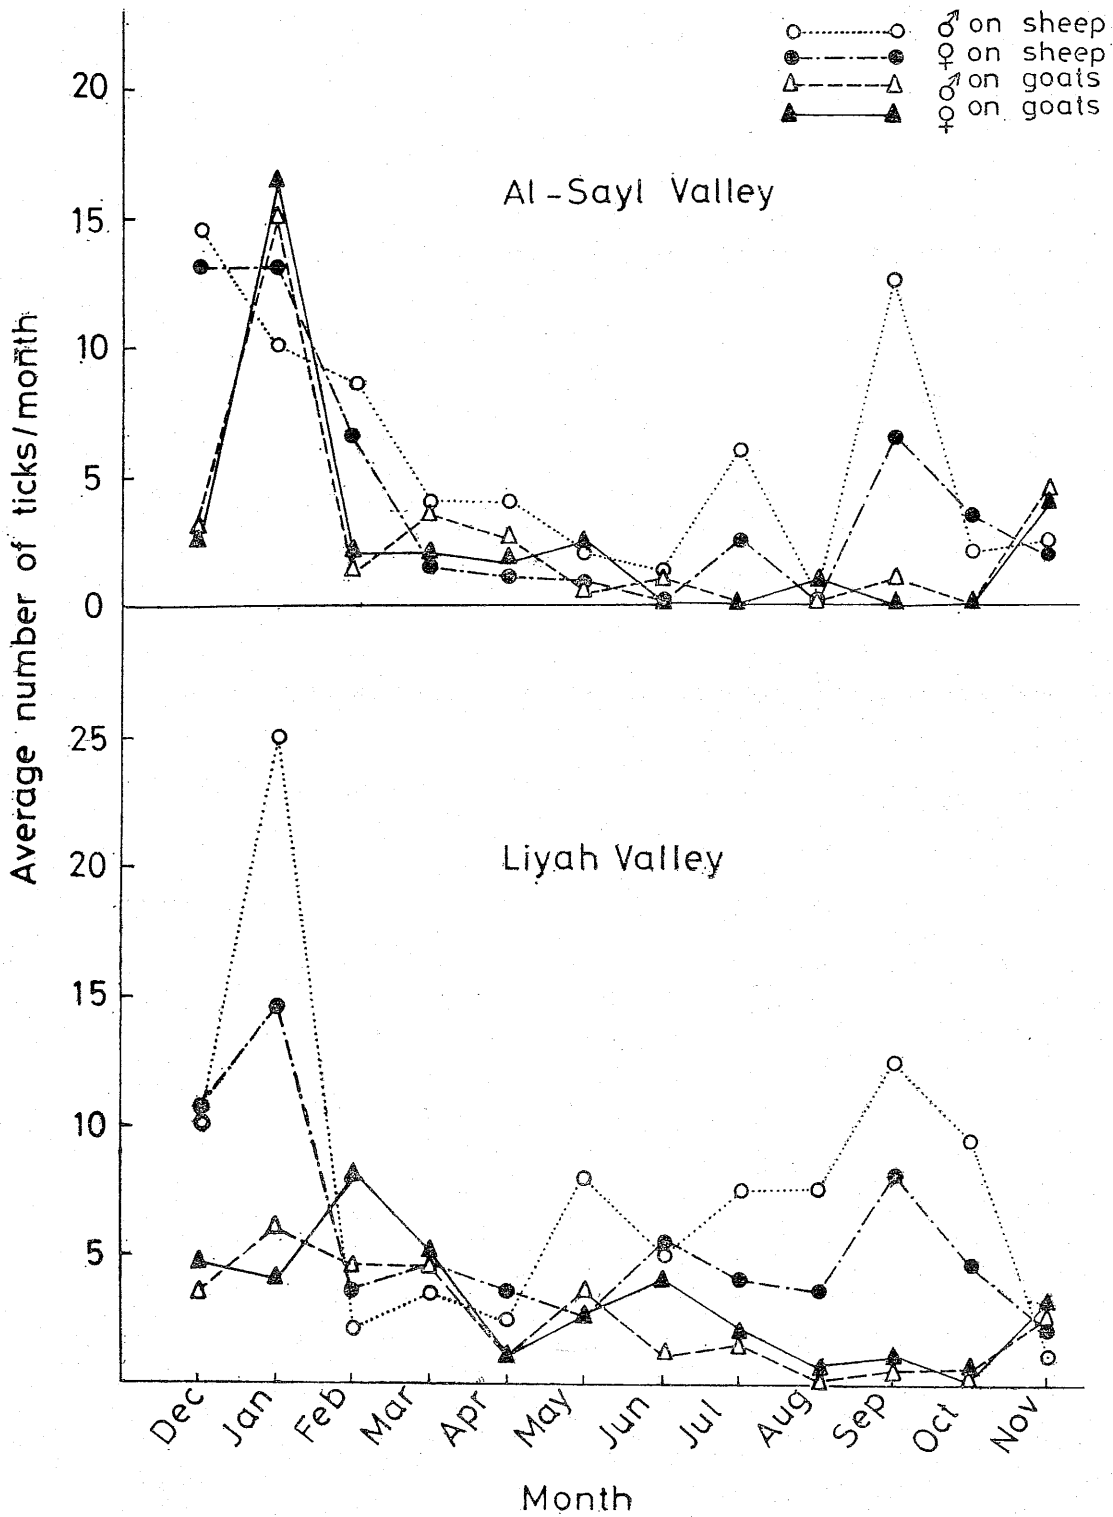 ♂ on sheep
♀ on sheep
♂ on goats
♀ on goats
Al-Sayl Valley
20
15
10
5
0
Average number of ticks/month
Liyah Valley
25
20
15
10
5
Dec Jan Feb Mar Apr May Jun Jul Aug Sep Oct Nov
Month